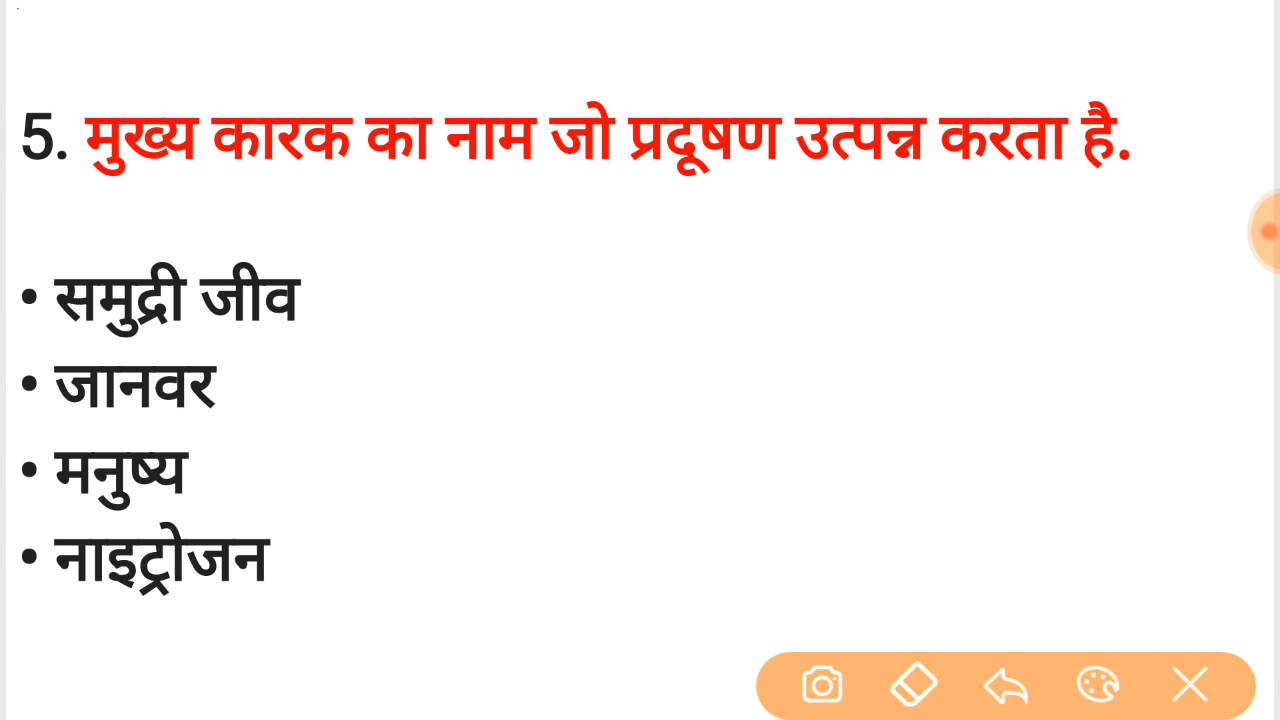 5. मुख्य कारक का नाम जो प्रदूषण उत्पन्न करता है.
• समुद्री जीव
• जानवर
• मनुष्य
• नाइट्रोजन